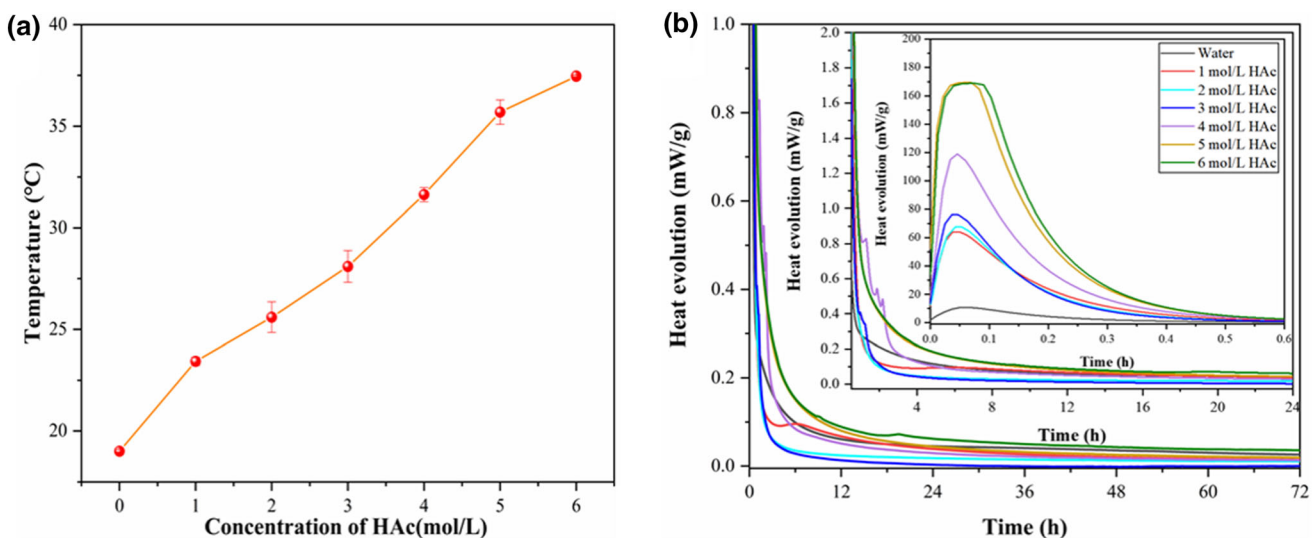 (a)
40
35
30
25
20
Temperature (°C)
0 1 2 3 4 5 6
Concentration of HAc(mol/L)
(b)
1.0
0.8
0.6
0.4
0.2
0.0
Heat evolution (mW/g)
0 12 24 36 48 60 72
Time (h)
2.0
1.8
1.6
1.4
1.2
1.0
0.8
0.6
0.4
0.2
0.0
Heat evolution (mW/g)
4 8 12 16 20 24
Time (h)
200
180
160
140
120
100
80
60
40
20
0
Heat evolution (mW/g)
0.0 0.1 0.2 0.3 0.4 0.5 0.6
Time (h)
Water
1 mol/L HAc
2 mol/L HAc
3 mol/L HAc
4 mol/L HAc
5 mol/L HAc
6 mol/L HAc